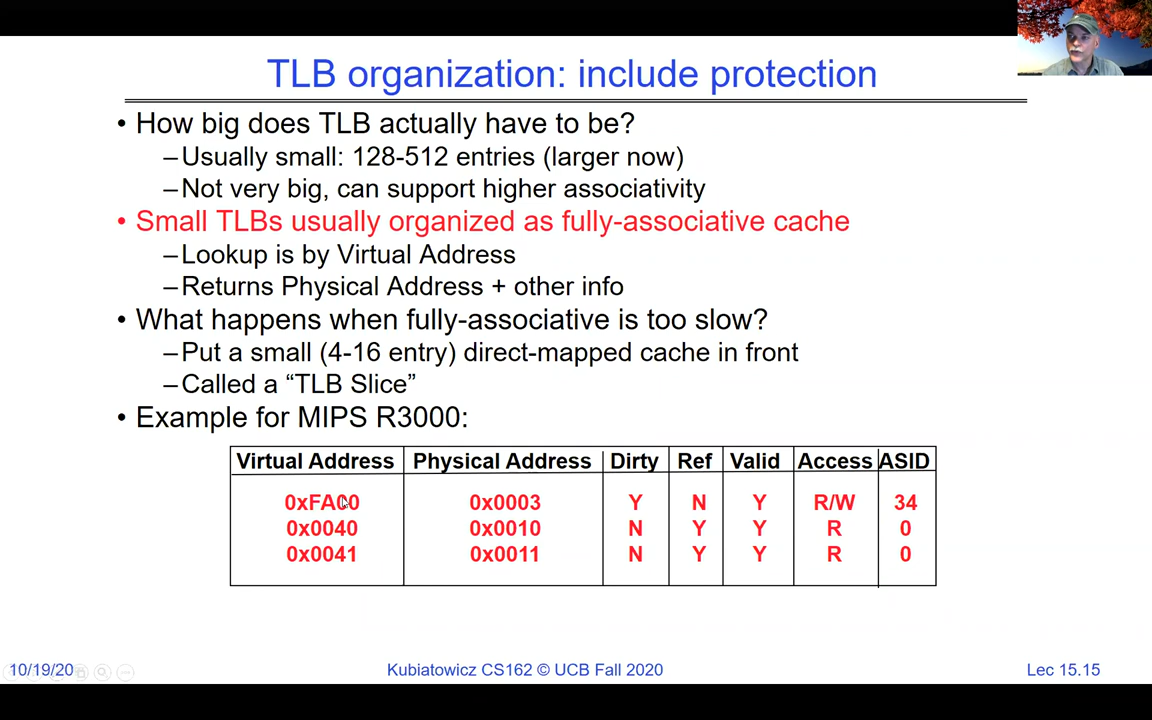 TLB organization: include protection
• How big does TLB actually have to be?
–Usually small: 128-512 entries (larger now)
–Not very big, can support higher associativity
• Small TLBs usually organized as fully-associative cache
–Lookup is by Virtual Address
–Returns Physical Address + other info
• What happens when fully-associative is too slow?
–Put a small (4-16 entry) direct-mapped cache in front
–Called a “TLB Slice”
• Example for MIPS R3000:
Virtual Address Physical Address Dirty Ref Valid Access ASID
0xFA00 0x0003 Y N Y R/W 34
0x0040 0x0010 N Y Y R 0
0x0041 0x0011 N Y Y R 0
10/19/20 Kubiatowicz CS162 © UCB Fall 2020 Lec 15.15